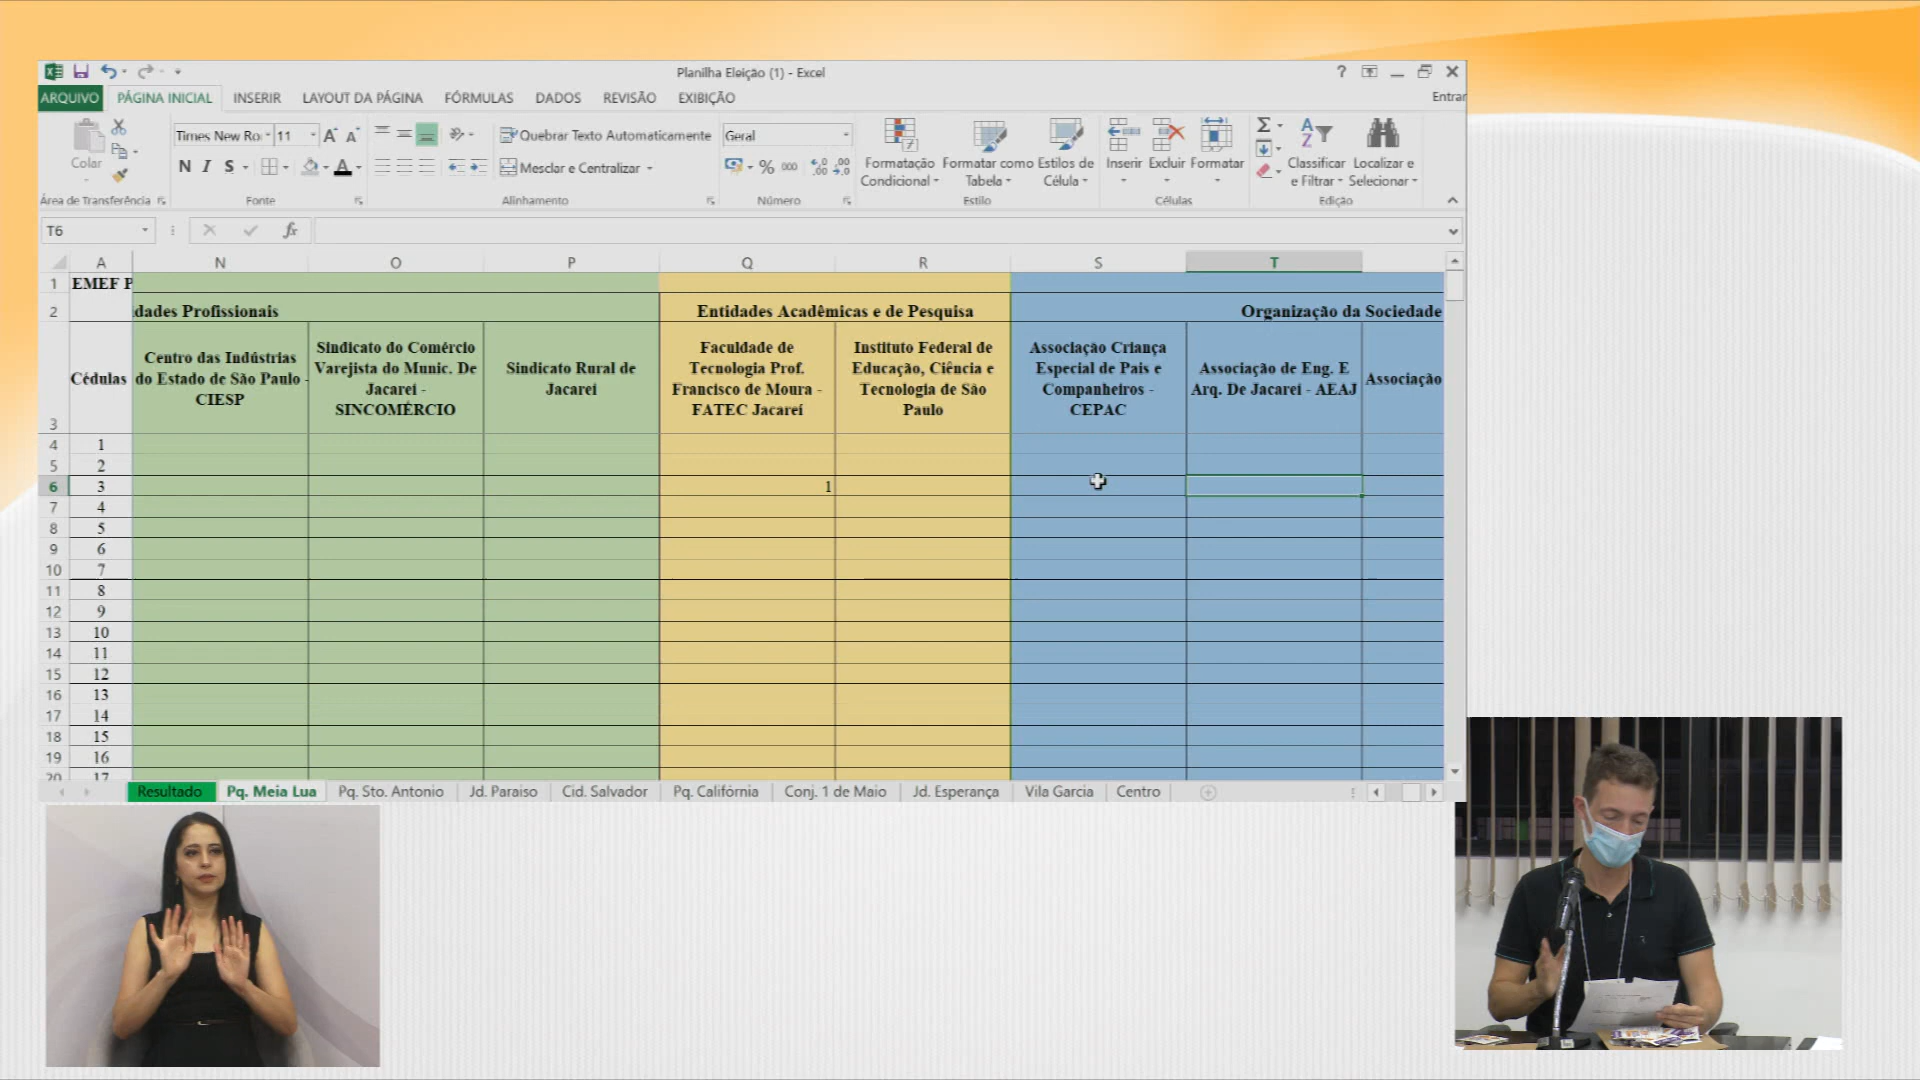 Planilha Eleição (1) - Excel
ARQUIVO PÁGINA INICIAL INSERIR LAYOUT DA PÁGINA FÓRMULAS DADOS REVISÃO EXIBIÇÃO Entrar
Colar
Times New Ro 11
N I S
Quebrar Texto Automaticamente
Mesclar e Centralizar
Geral
% 000
Formatação Condicional
Formatar como Tabela
Estilos de Célula
Inserir Excluir Formatar
Classificar e Filtrar
Localizar e Selecionar
Área de Transferência Fonte Alinhamento Número Estilo Células Edição
T6 fx
A N O P Q R S T
1 EMEF P
2 dades Profissionais Entidades Acadêmicas e de Pesquisa Organização da Sociedade
3 Cédulas
Centro das Indústrias
do Estado de São Paulo -
CIESP
Sindicato do Comércio
Varejista do Munic. De
Jacareí -
SINCOMÉRCIO
Sindicato Rural de
Jacareí
Faculdade de
Tecnologia Prof.
Francisco de Moura -
FATEC Jacareí
Instituto Federal de
Educação, Ciência e
Tecnologia de São
Paulo
Associação Criança
Especial de Pais e
Companheiros -
CEPAC
Associação de Eng. E
Arq. De Jacareí - AEAJ
Associação
4 1
5 2
6 3 1
7 4
8 5
9 6
10 7
11 8
12 9
13 10
14 11
15 12
16 13
17 14
18 15
19 16
20 17
Resultado Pq. Meia Lua Pq. Sto. Antonio Jd. Paraiso Cid. Salvador Pq. Califórnia Conj. 1 de Maio Jd. Esperança Vila Garcia Centro